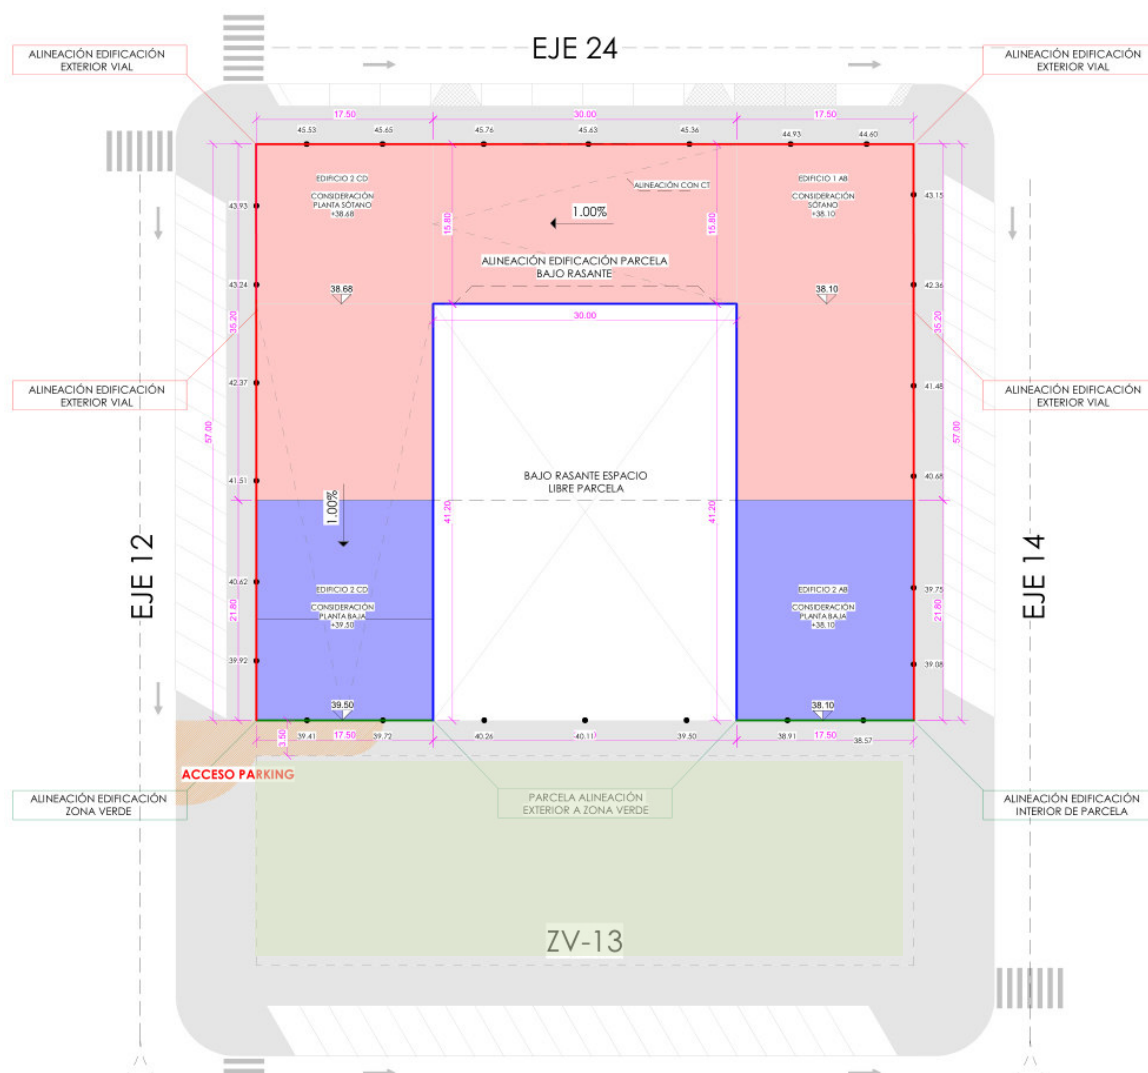 EJE 24
ALINEACIÓN EDIFICACIÓN
EXTERIOR VIAL
ALINEACIÓN EDIFICACIÓN
EXTERIOR VIAL
17.50
30.00
17.50
45.53
45.65
45.76
45.63
45.36
44.93
44.60
EDIFICIO 2 CD
CONSIDERACIÓN
PLANTA SÓTANO
+38.68
ALINEACIÓN CON CT
EDIFICIO 1 AB
CONSIDERACIÓN
SÓTANO
+38.10
43.93
43.15
1.00%
15.80
15.80
ALINEACIÓN EDIFICACIÓN PARCELA
BAJO RASANTE
43.24
38.68
38.10
42.36
30.00
35.20
35.20
ALINEACIÓN EDIFICACIÓN
EXTERIOR VIAL
42.37
41.48
ALINEACIÓN EDIFICACIÓN
EXTERIOR VIAL
57.00
57.00
BAJO RASANTE ESPACIO
LIBRE PARCELA
41.51
40.68
1.00%
41.20
41.20
EJE 12
EJE 14
40.62
EDIFICIO 2 CD
CONSIDERACIÓN
PLANTA BAJA
+39.50
EDIFICIO 2 AB
CONSIDERACIÓN
PLANTA BAJA
+38.10
39.75
21.80
21.80
39.92
39.08
39.50
38.10
3.50
39.41
17.50
39.72
40.26
40.11
39.50
38.91
17.50
38.57
ACCESO PARKING
ALINEACIÓN EDIFICACIÓN
ZONA VERDE
PARCELA ALINEACIÓN
EXTERIOR A ZONA VERDE
ALINEACIÓN EDIFICACIÓN
INTERIOR DE PARCELA
ZV-13